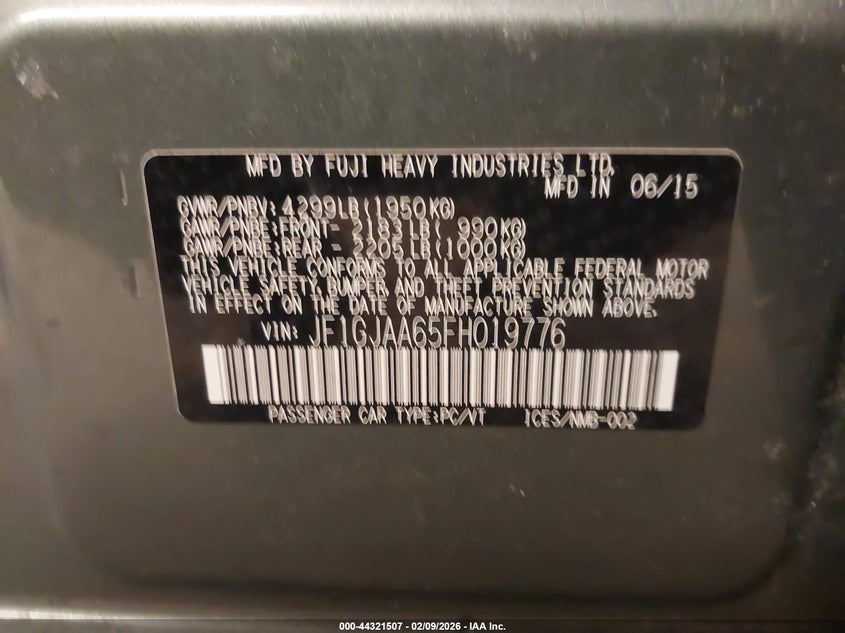 MFD BY FUJI HEAVY INDUSTRIES LTD.
MFD IN 06/15
GVWR/PNBV:4299LB(1950KG)
GAWR/PNBE:FRONT- 2183LB( 990KG)
GAWR/PNBE:REAR - 2205LB(1000KG)
THIS VEHICLE CONFORMS TO ALL APPLICABLE FEDERAL MOTOR
VEHICLE SAFETY, BUMPER, AND THEFT PREVENTION STANDARDS
IN EFFECT ON THE DATE OF MANUFACTURE SHOWN ABOVE.
VIN: JF1GJAA65FH019776
PASSENGER CAR TYPE:PC/VT ICES/NMB-002
000-44321507 - 02/09/2026 - IAA Inc.